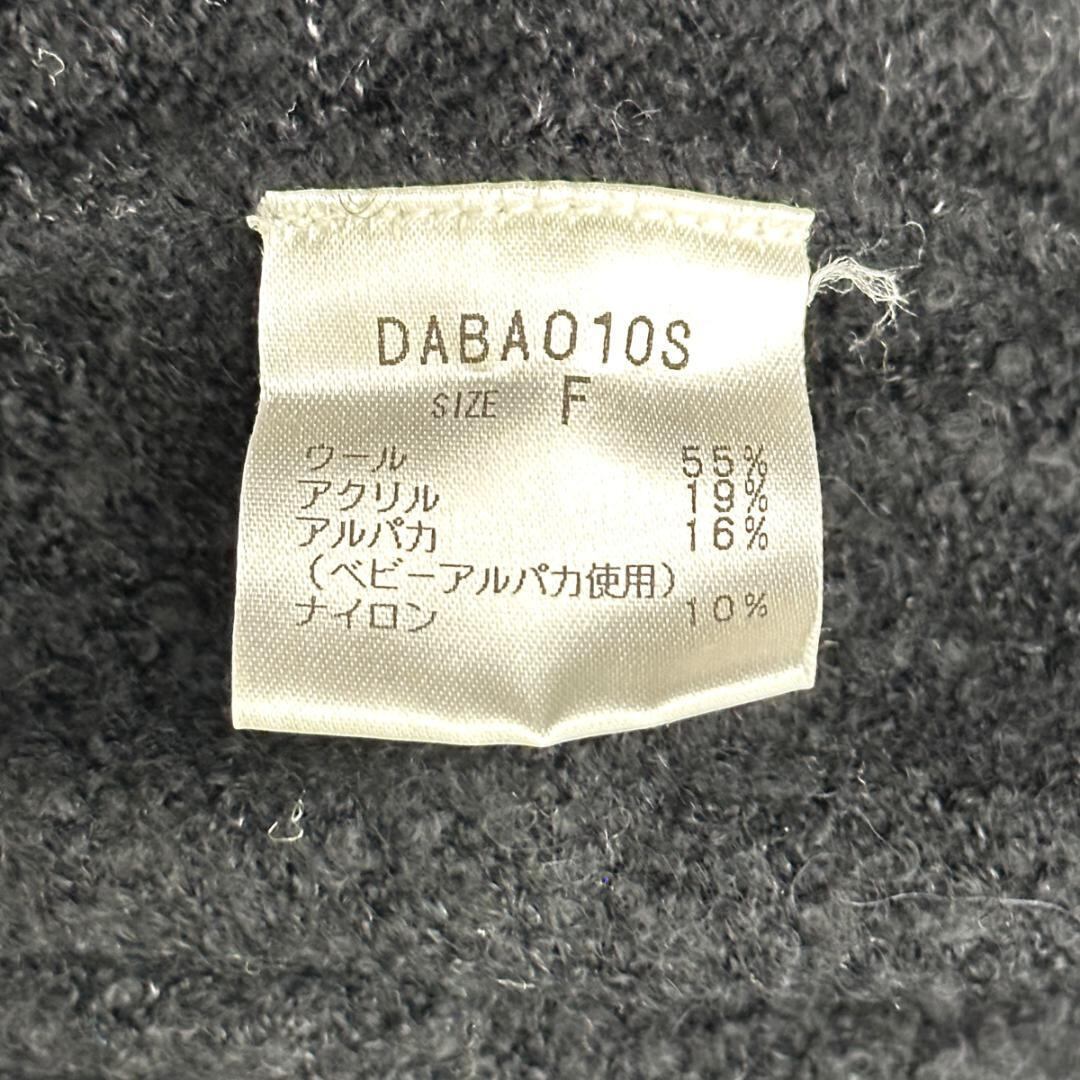 DABA010S
SIZE F
ウール 55%
アクリル 19%
アルパカ 16%
(ベビーアルパカ使用)
ナイロン 10%